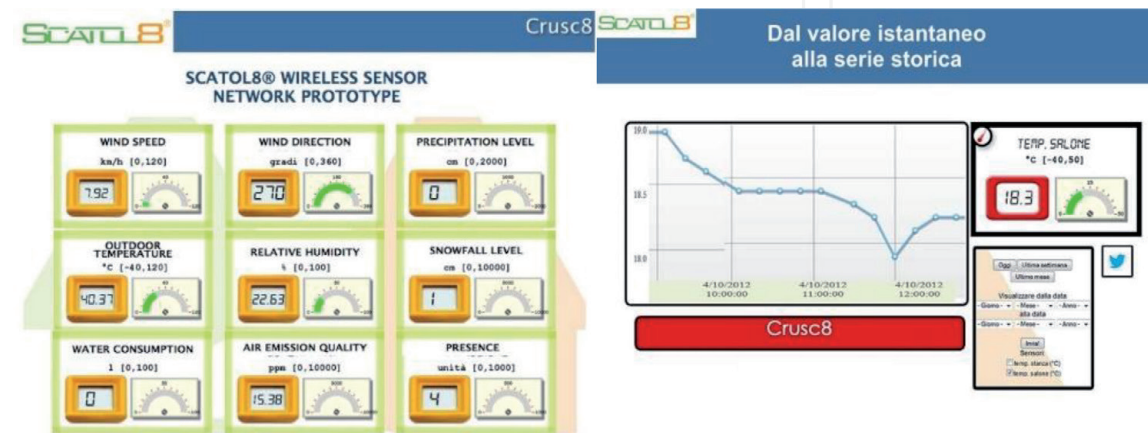 SCATOL8®
Crusc8
SCATOL8® WIRELESS SENSOR
NETWORK PROTOTYPE
WIND SPEED
km/h [0,120]
7.92
WIND DIRECTION
gradi [0,360]
270
PRECIPITATION LEVEL
cm [0,2000]
0
OUTDOOR
TEMPERATURE
°C [-40,120]
40.37
RELATIVE HUMIDITY
% [0,100]
22.63
SNOWFALL LEVEL
cm [0,10000]
1
WATER CONSUMPTION
l [0,100]
0
AIR EMISSION QUALITY
ppm [0,10000]
15.38
PRESENCE
unità [0,1000]
4
SCATOL8®
Dal valore istantaneo
alla serie storica
19.0
18.5
18.0
4/10/2012
10:00:00
4/10/2012
11:00:00
4/10/2012
12:00:00
Crusc8
TEMP. SALONE
°C [-40,50]
18.3
Oggi Ultima settimana
Ultimo mese
Visualizzare dalla data
-Giorno- -Mese- -Anno-
alla data
-Giorno- -Mese- -Anno-
Invia!
Sensori
temp. stanza (°C)
temp. salone (°C)